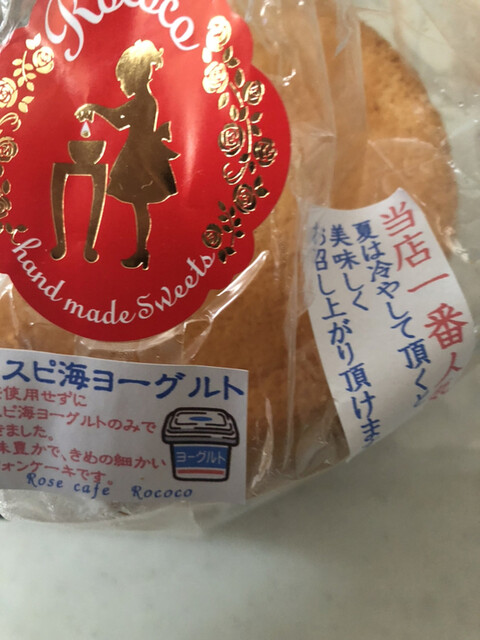 Rococo
hand made Sweets
当店一番人
夏は冷やして頂くと
美味しく
お召し上がり頂けま
スピ海ヨーグルト
使用せずに
スピ海ヨーグルトのみで
きました。
味豊かで、きめの細かい
フォンケーキです。
ヨーグルト
Rose cafe Rococo